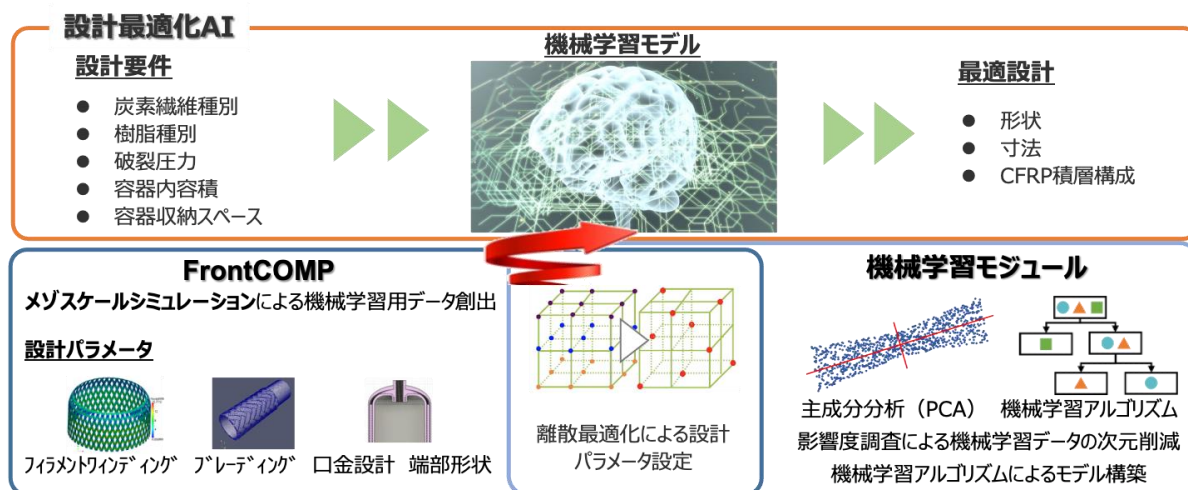 設計最適化AI
設計要件
● 炭素繊維種別
● 樹脂種別
● 破裂圧力
● 容器内容積
● 容器収納スペース
機械学習モデル
最適設計
● 形状
● 寸法
● CFRP積層構成
FrontCOMP
メゾスケールシミュレーションによる機械学習用データ創出
設計パラメータ
ﾌｨﾗﾒﾝﾄﾜｲﾝﾃﾞｨﾝｸﾞ ﾌﾞﾚｰﾃﾞｨﾝｸﾞ 口金設計 端部形状
離散最適化による設計
パラメータ設定
機械学習モジュール
主成分分析（PCA） 機械学習アルゴリズム
影響度調査による機械学習データの次元削減
機械学習アルゴリズムによるモデル構築